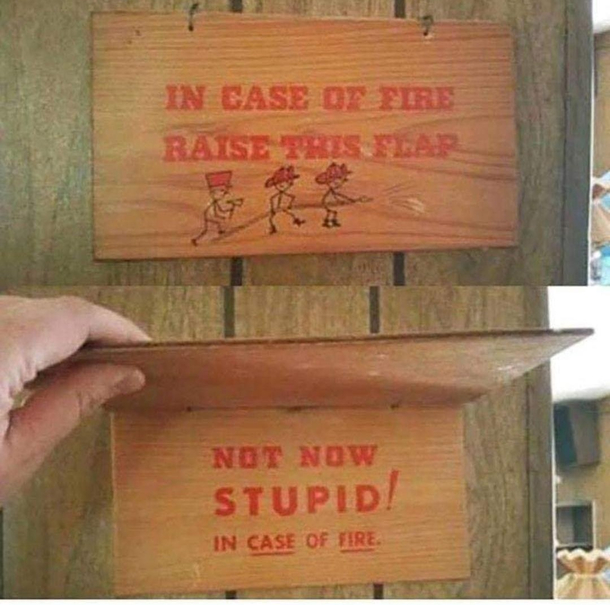 IN CASE OF FIRE
RAISE THIS FLAP
NOT NOW
STUPID!
IN CASE OF FIRE.